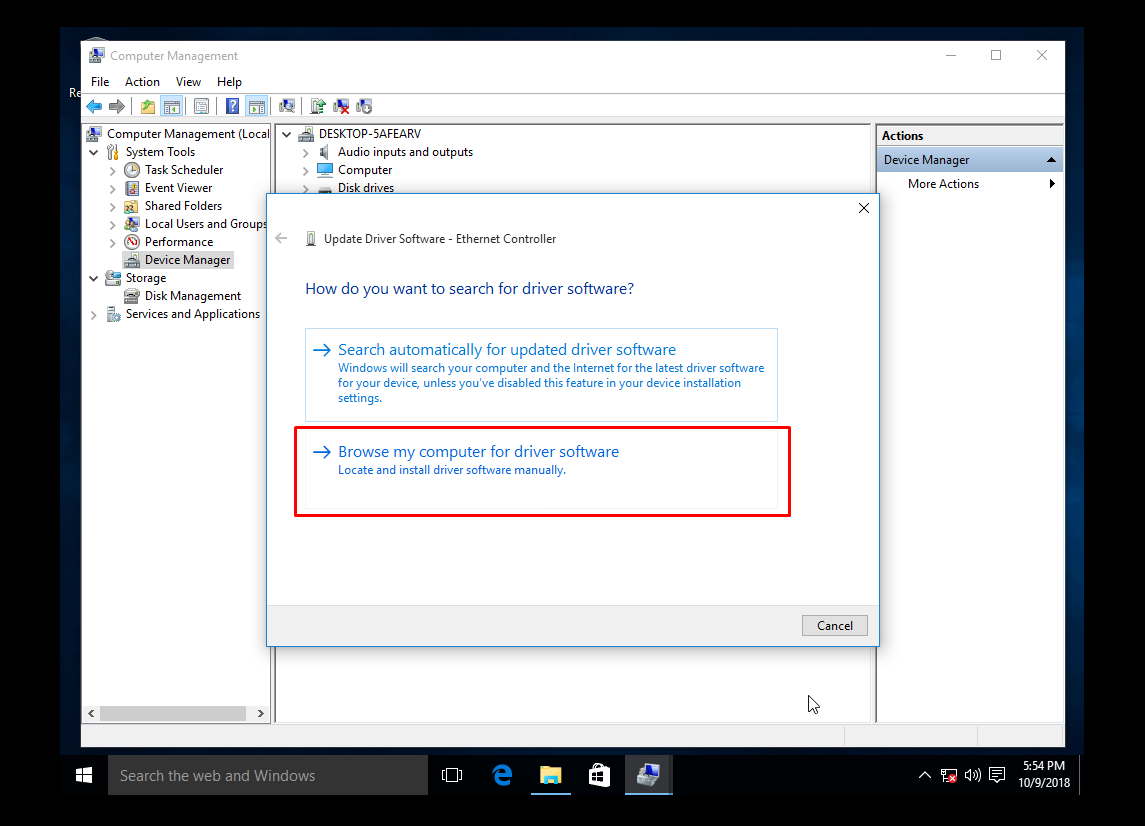 Computer Management
File Action View Help
Computer Management (Local
System Tools
Task Scheduler
Event Viewer
Shared Folders
Local Users and Groups
Performance
Device Manager
Storage
Disk Management
Services and Applications
DESKTOP-5AFEARV
Audio inputs and outputs
Computer
Disk drives
Actions
Device Manager
More Actions
Update Driver Software - Ethernet Controller
How do you want to search for driver software?
Search automatically for updated driver software
Windows will search your computer and the Internet for the latest driver software
for your device, unless you've disabled this feature in your device installation
settings.
Browse my computer for driver software
Locate and install driver software manually.
Cancel
Search the web and Windows
5:54 PM
10/9/2018